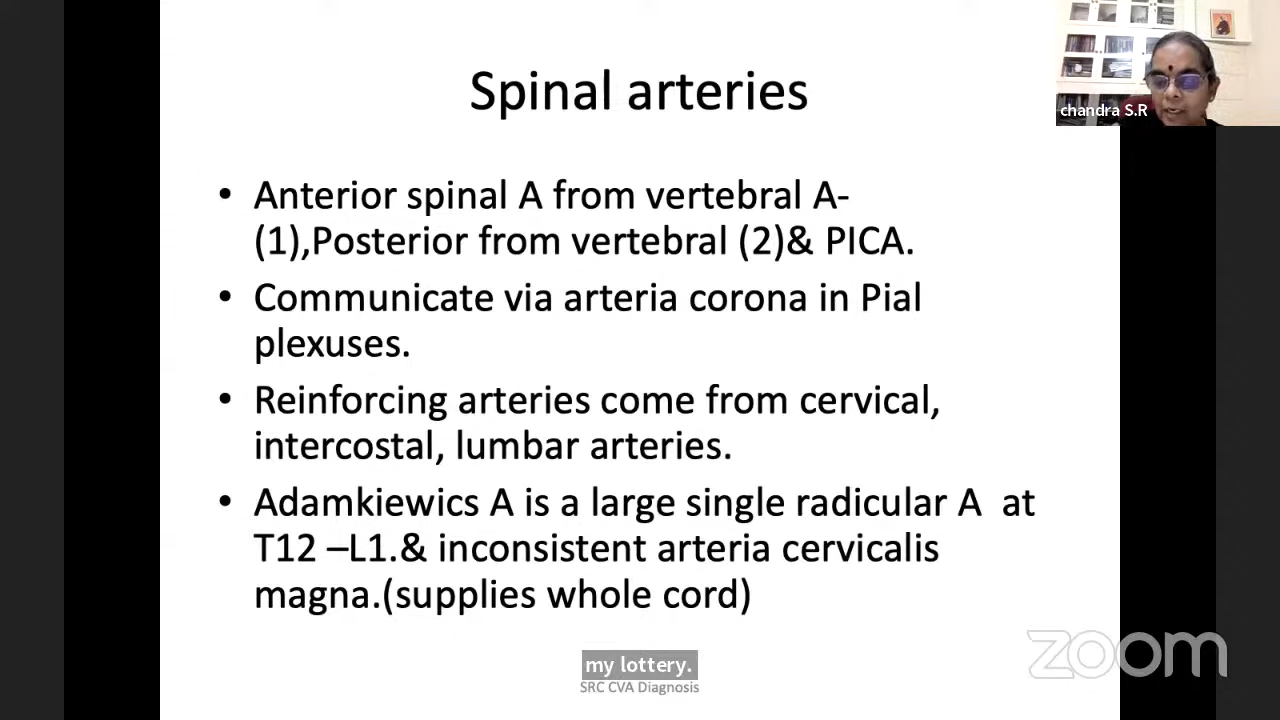 Spinal arteries
chandra S.R
• Anterior spinal A from vertebral A-
(1),Posterior from vertebral (2)& PICA.
• Communicate via arteria corona in Pial
plexuses.
• Reinforcing arteries come from cervical,
intercostal, lumbar arteries.
• Adamkiewics A is a large single radicular A at
T12 –L1.& inconsistent arteria cervicalis
magna.(supplies whole cord)
my lottery.
SRC CVA Diagnosis
zoom